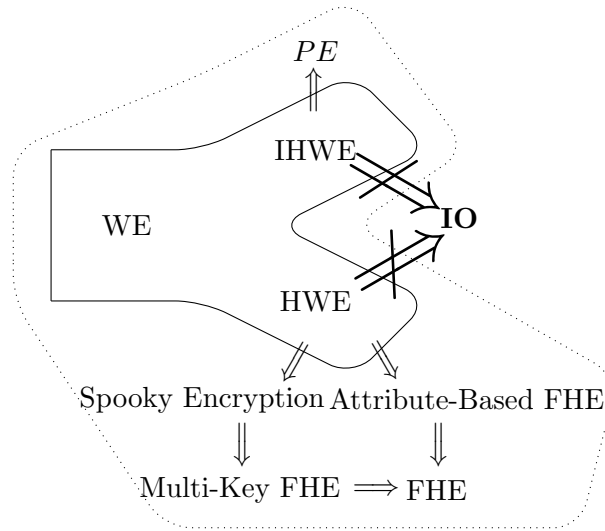 PE
IHWE
WE
IO
HWE
Spooky Encryption
Attribute-Based FHE
Multi-Key FHE
FHE